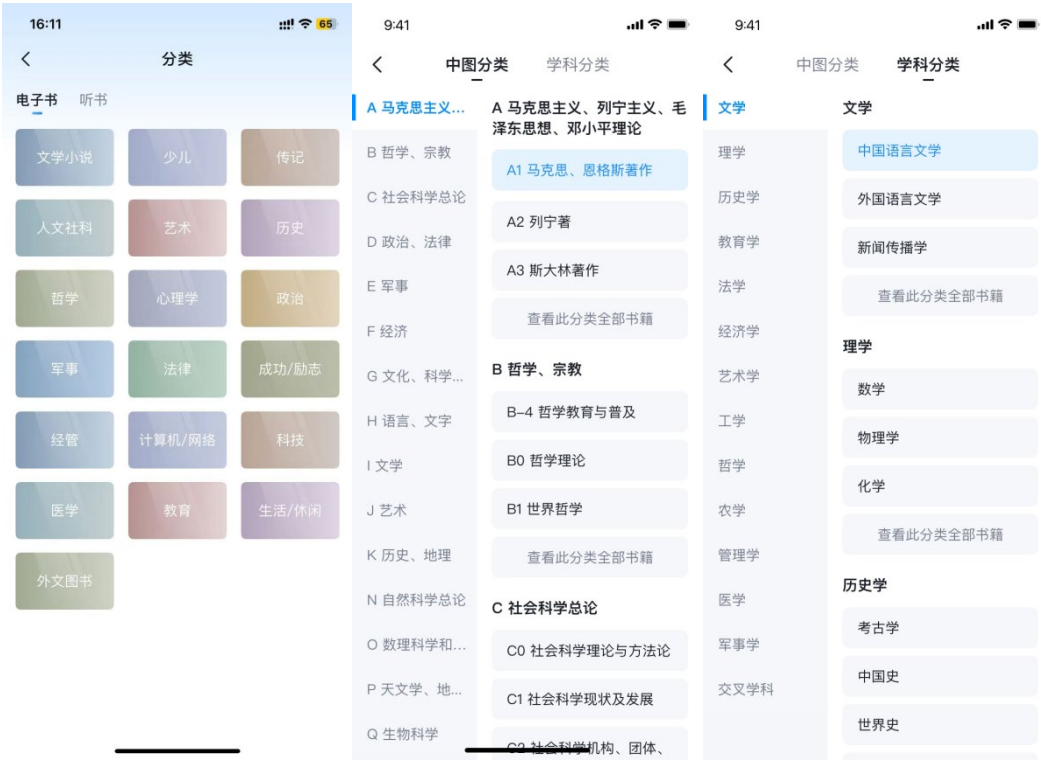 16:11
65
分类
电子书 听书
文学小说 少儿 传记
人文社科 艺术 历史
哲学 心理学 政治
军事 法律 成功/励志
经管 计算机/网络 科技
医学 教育 生活/休闲
外文图书
9:41
中图分类 学科分类
A 马克思主义...
B 哲学、宗教
C 社会科学总论
D 政治、法律
E 军事
F 经济
G 文化、科学...
H 语言、文字
I 文学
J 艺术
K 历史、地理
N 自然科学总论
O 数理科学和...
P 天文学、地...
Q 生物科学
A 马克思主义、列宁主义、毛
泽东思想、邓小平理论
A1 马克思、恩格斯著作
A2 列宁著
A3 斯大林著作
查看此分类全部书籍
B 哲学、宗教
B-4 哲学教育与普及
B0 哲学理论
B1 世界哲学
查看此分类全部书籍
C 社会科学总论
C0 社会科学理论与方法论
C1 社会科学现状及发展
C2 社会科学机构、团体、
9:41
中图分类 学科分类
文学
理学
历史学
教育学
法学
经济学
艺术学
工学
哲学
农学
管理学
医学
军事学
交叉学科
文学
中国语言文学
外国语言文学
新闻传播学
查看此分类全部书籍
理学
数学
物理学
化学
查看此分类全部书籍
历史学
考古学
中国史
世界史